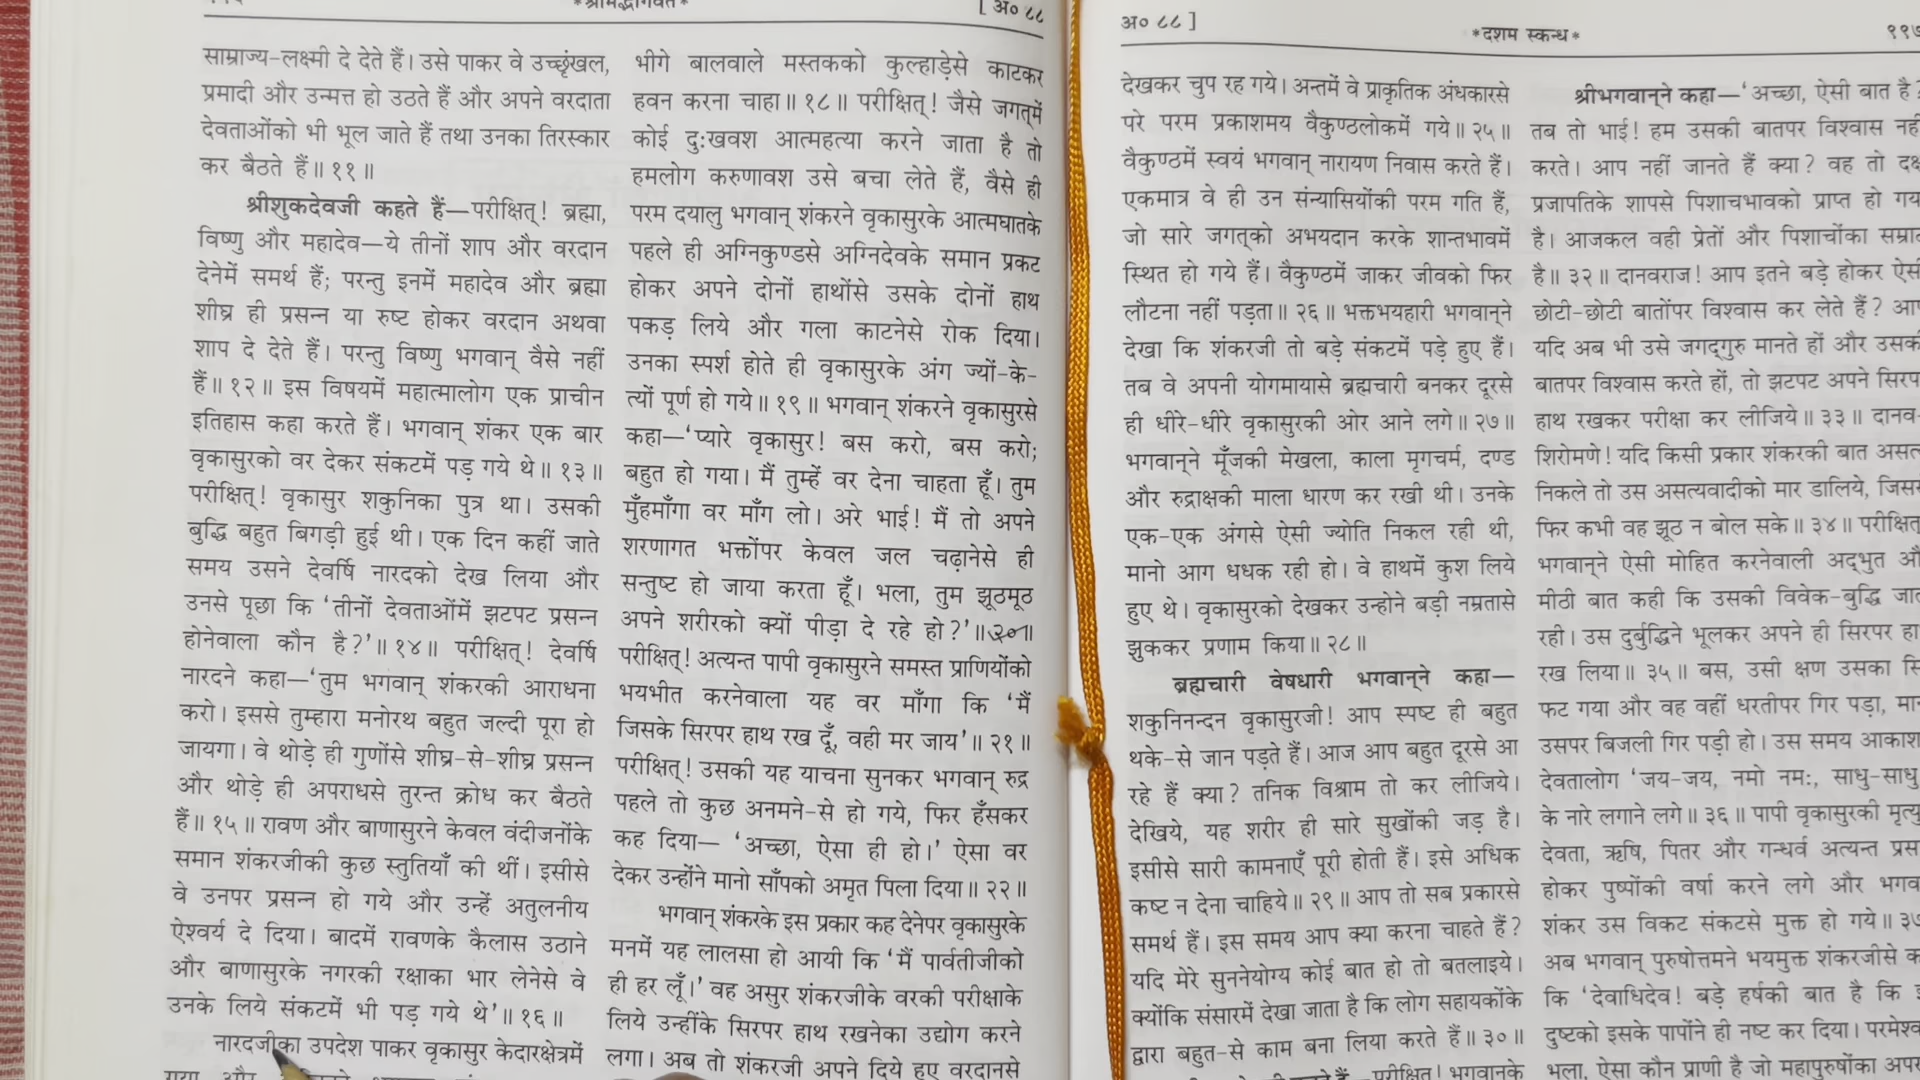 *श्रीमद्भागवत*
[ अ० ८८
साम्राज्य-लक्ष्मी दे देते हैं। उसे पाकर वे उच्छृंखल,
प्रमादी और उन्मत्त हो उठते हैं और अपने वरदाता
देवताओंको भी भूल जाते हैं तथा उनका तिरस्कार
कर बैठते हैं॥ ११॥
श्रीशुकदेवजी कहते हैं—परीक्षित्! ब्रह्मा,
विष्णु और महादेव—ये तीनों शाप और वरदान
देनेमें समर्थ हैं; परन्तु इनमें महादेव और ब्रह्मा
शीघ्र ही प्रसन्न या रुष्ट होकर वरदान अथवा
शाप दे देते हैं। परन्तु विष्णु भगवान् वैसे नहीं
हैं॥ १२॥ इस विषयमें महात्मालोग एक प्राचीन
इतिहास कहा करते हैं। भगवान् शंकर एक बार
वृकासुरको वर देकर संकटमें पड़ गये थे॥ १३॥
परीक्षित्! वृकासुर शकुनिका पुत्र था। उसकी
बुद्धि बहुत बिगड़ी हुई थी। एक दिन कहीं जाते
समय उसने देवर्षि नारदको देख लिया और
उनसे पूछा कि ‘तीनों देवताओंमें झटपट प्रसन्न
होनेवाला कौन है?’॥ १४॥ परीक्षित्! देवर्षि
नारदने कहा—‘तुम भगवान् शंकरकी आराधना
करो। इससे तुम्हारा मनोरथ बहुत जल्दी पूरा हो
जायगा। वे थोड़े ही गुणोंसे शीघ्र-से-शीघ्र प्रसन्न
और थोड़े ही अपराधसे तुरन्त क्रोध कर बैठते
हैं॥ १५॥ रावण और बाणासुरने केवल वंदीजनोंके
समान शंकरजीकी कुछ स्तुतियाँ की थीं। इसीसे
वे उनपर प्रसन्न हो गये और उन्हें अतुलनीय
ऐश्वर्य दे दिया। बादमें रावणके कैलास उठाने
और बाणासुरके नगरकी रक्षाका भार लेनेसे वे
उनके लिये संकटमें भी पड़ गये थे’॥ १६॥
नारदजीका उपदेश पाकर वृकासुर केदारक्षेत्रमें
गया और
भीगे बालवाले मस्तकको कुल्हाड़ेसे काटकर
हवन करना चाहा॥ १८॥ परीक्षित्! जैसे जगत्‌में
कोई दुःखवश आत्महत्या करने जाता है तो
हमलोग करुणावश उसे बचा लेते हैं, वैसे ही
परम दयालु भगवान् शंकरने वृकासुरके आत्मघातके
पहले ही अग्निकुण्डसे अग्निदेवके समान प्रकट
होकर अपने दोनों हाथोंसे उसके दोनों हाथ
पकड़ लिये और गला काटनेसे रोक दिया।
उनका स्पर्श होते ही वृकासुरके अंग ज्यों-के-
त्यों पूर्ण हो गये॥ १९॥ भगवान् शंकरने वृकासुरसे
कहा—‘प्यारे वृकासुर! बस करो, बस करो;
बहुत हो गया। मैं तुम्हें वर देना चाहता हूँ। तुम
मुँहमाँगा वर माँग लो। अरे भाई! मैं तो अपने
शरणागत भक्तोंपर केवल जल चढ़ानेसे ही
सन्तुष्ट हो जाया करता हूँ। भला, तुम झूठमूठ
अपने शरीरको क्यों पीड़ा दे रहे हो?’॥ २०॥
परीक्षित्! अत्यन्त पापी वृकासुरने समस्त प्राणियोंको
भयभीत करनेवाला यह वर माँगा कि ‘मैं
जिसके सिरपर हाथ रख दूँ, वही मर जाय’॥ २१॥
परीक्षित्! उसकी यह याचना सुनकर भगवान् रुद्र
पहले तो कुछ अनमने-से हो गये, फिर हँसकर
कह दिया— ‘अच्छा, ऐसा ही हो।’ ऐसा वर
देकर उन्होंने मानो साँपको अमृत पिला दिया॥ २२॥
भगवान् शंकरके इस प्रकार कह देनेपर वृकासुरके
मनमें यह लालसा हो आयी कि ‘मैं पार्वतीजीको
ही हर लूँ।’ वह असुर शंकरजीके वरकी परीक्षाके
लिये उन्हींके सिरपर हाथ रखनेका उद्योग करने
लगा। अब तो शंकरजी अपने दिये हुए वरदानसे
अ० ८८ ]
*दशम स्कन्ध*
देखकर चुप रह गये। अन्तमें वे प्राकृतिक अंधकारसे
परे परम प्रकाशमय वैकुण्ठलोकमें गये॥ २५॥
वैकुण्ठमें स्वयं भगवान् नारायण निवास करते हैं।
एकमात्र वे ही उन संन्यासियोंकी परम गति हैं,
जो सारे जगत्‌को अभयदान करके शान्तभावमें
स्थित हो गये हैं। वैकुण्ठमें जाकर जीवको फिर
लौटना नहीं पड़ता॥ २६॥ भक्तभयहारी भगवान्‌ने
देखा कि शंकरजी तो बड़े संकटमें पड़े हुए हैं।
तब वे अपनी योगमायासे ब्रह्मचारी बनकर दूरसे
ही धीरे-धीरे वृकासुरकी ओर आने लगे॥ २७॥
भगवान्‌ने मूँजकी मेखला, काला मृगचर्म, दण्ड
और रुद्राक्षकी माला धारण कर रखी थी। उनके
एक-एक अंगसे ऐसी ज्योति निकल रही थी,
मानो आग धधक रही हो। वे हाथमें कुश लिये
हुए थे। वृकासुरको देखकर उन्होने बड़ी नम्रतासे
झुककर प्रणाम किया॥ २८॥
ब्रह्मचारी वेषधारी भगवान्‌ने कहा—
शकुनिनन्दन वृकासुरजी! आप स्पष्ट ही बहुत
थके-से जान पड़ते हैं। आज आप बहुत दूरसे आ
रहे हैं क्या? तनिक विश्राम तो कर लीजिये।
देखिये, यह शरीर ही सारे सुखोंकी जड़ है।
इसीसे सारी कामनाएँ पूरी होती हैं। इसे अधिक
कष्ट न देना चाहिये॥ २९॥ आप तो सब प्रकारसे
समर्थ हैं। इस समय आप क्या करना चाहते हैं?
यदि मेरे सुननेयोग्य कोई बात हो तो बतलाइये।
क्योंकि संसारमें देखा जाता है कि लोग सहायकोंके
द्वारा बहुत-से काम बना लिया करते हैं॥ ३०॥
परीक्षित्! भगवान्‌के
श्रीभगवान्‌ने कहा—‘अच्छा, ऐसी बात है?
तब तो भाई! हम उसकी बातपर विश्वास नहीं
करते। आप नहीं जानते हैं क्या? वह तो दक्ष
प्रजापतिके शापसे पिशाचभावको प्राप्त हो गय
है। आजकल वही प्रेतों और पिशाचोंका सम्राट
है॥ ३२॥ दानवराज! आप इतने बड़े होकर ऐसी
छोटी-छोटी बातोंपर विश्वास कर लेते हैं? आप
यदि अब भी उसे जगद्‌गुरु मानते हों और उसकी
बातपर विश्वास करते हों, तो झटपट अपने सिरप
हाथ रखकर परीक्षा कर लीजिये॥ ३३॥ दानव-
शिरोमणे! यदि किसी प्रकार शंकरकी बात असत्
निकले तो उस असत्यवादीको मार डालिये, जिसस
फिर कभी वह झूठ न बोल सके॥ ३४॥ परीक्षित्
भगवान्‌ने ऐसी मोहित करनेवाली अद्‌भुत औ
मीठी बात कही कि उसकी विवेक-बुद्धि जात
रही। उस दुर्बुद्धिने भूलकर अपने ही सिरपर हा
रख लिया॥ ३५॥ बस, उसी क्षण उसका सि
फट गया और वह वहीं धरतीपर गिर पड़ा, मान
उसपर बिजली गिर पड़ी हो। उस समय आकाश
देवतालोग ‘जय-जय, नमो नमः, साधु-साधु
के नारे लगाने लगे॥ ३६॥ पापी वृकासुरकी मृत्यु
देवता, ऋषि, पितर और गन्धर्व अत्यन्त प्रस
होकर पुष्पोंकी वर्षा करने लगे और भगव
शंकर उस विकट संकटसे मुक्त हो गये॥ ३७
अब भगवान् पुरुषोत्तमने भयमुक्त शंकरजीसे क
कि ‘देवाधिदेव! बड़े हर्षकी बात है कि इ
दुष्टको इसके पापोंने ही नष्ट कर दिया। परमेश्व
भला, ऐसा कौन प्राणी है जो महापुरुषोंका अपर